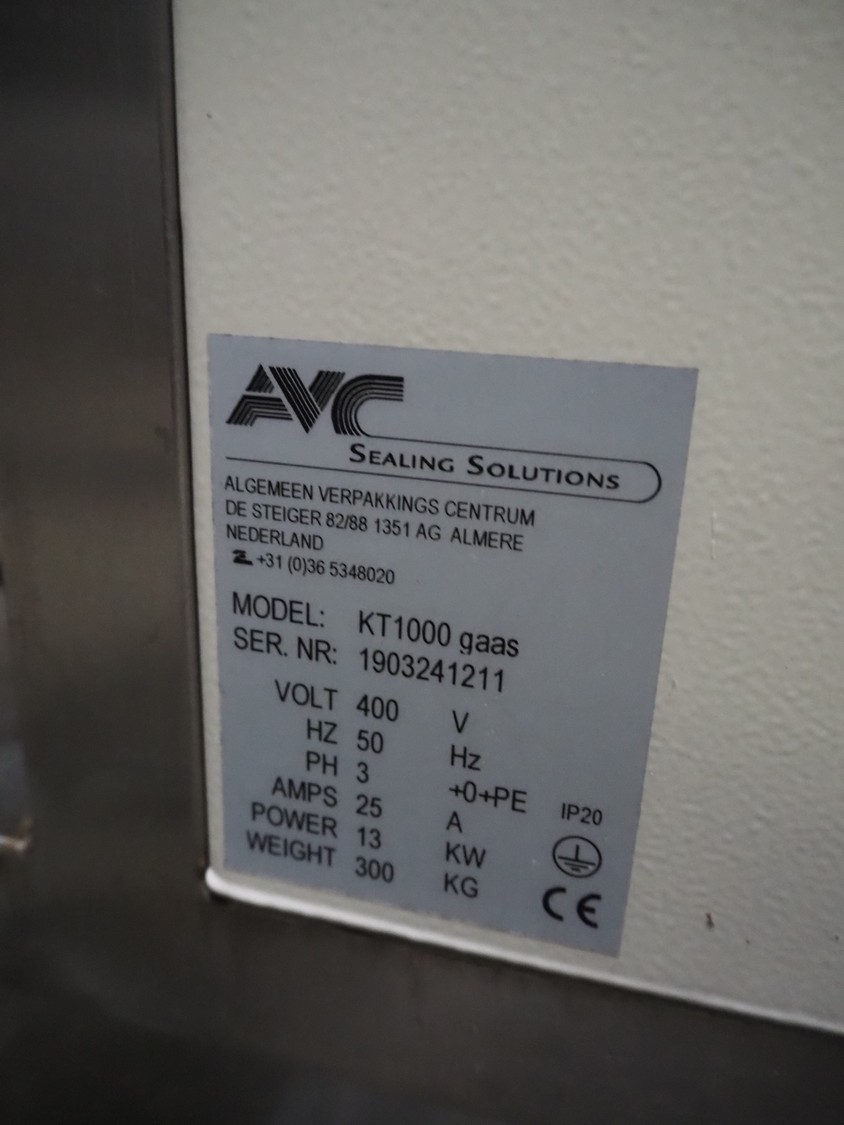 AVC
SEALING SOLUTIONS
ALGEMEEN VERPAKKINGS CENTRUM
DE STEIGER 82/88 1351 AG ALMERE
NEDERLAND
+31 (0)36 5348020
MODEL: KT1000 gaas
SER. NR: 1903241211
VOLT 400 V
HZ 50 Hz
PH 3 +0+PE IP20
AMPS 25 A
POWER 13 KW
WEIGHT 300 KG
CE